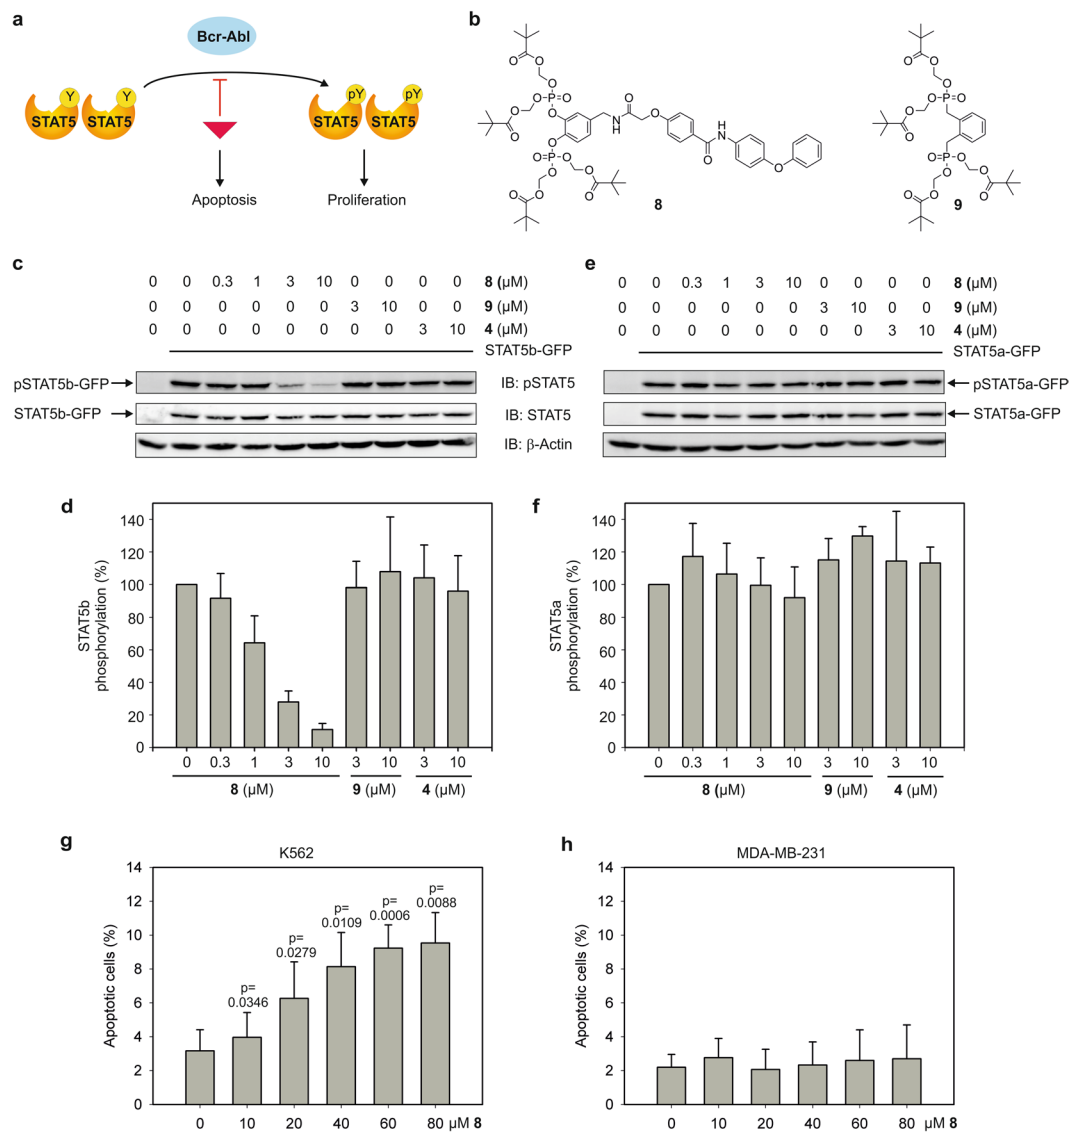 a
Bcr-Abl
Y Y pY pY
STAT5 STAT5 STAT5 STAT5
Apoptosis Proliferation
b
O O O O P O O O O P O O O O O O
H N O O O H N O
8
O O O O P O O O O P O O O O O O
9
c
0 0 0.3 1 3 10 0 0 0 0 8 (µM)
0 0 0 0 0 0 3 10 0 0 9 (µM)
0 0 0 0 0 0 0 0 3 10 4 (µM)
STAT5b-GFP
pSTAT5b-GFP IB: pSTAT5
STAT5b-GFP IB: STAT5
IB: β-Actin
e
0 0 0.3 1 3 10 0 0 0 0 8 (µM)
0 0 0 0 0 0 3 10 0 0 9 (µM)
0 0 0 0 0 0 0 0 3 10 4 (µM)
STAT5a-GFP
pSTAT5a-GFP
STAT5a-GFP
d
STAT5b
phosphorylation (%)
140
120
100
80
60
40
20
0
0 0.3 1 3 10 3 10 3 10
8 (µM) 9 (µM) 4 (µM)
f
STAT5a
phosphorylation (%)
140
120
100
80
60
40
20
0
0 0.3 1 3 10 3 10 3 10
8 (µM) 9 (µM) 4 (µM)
g
K562
Apoptotic cells (%)
14
12
10
8
6
4
2
0
p=
0.0346
p=
0.0279
p=
0.0109
p=
0.0006
p=
0.0088
0 10 20 40 60 80 µM 8
h
MDA-MB-231
Apoptotic cells (%)
14
12
10
8
6
4
2
0
0 10 20 40 60 80 µM 8